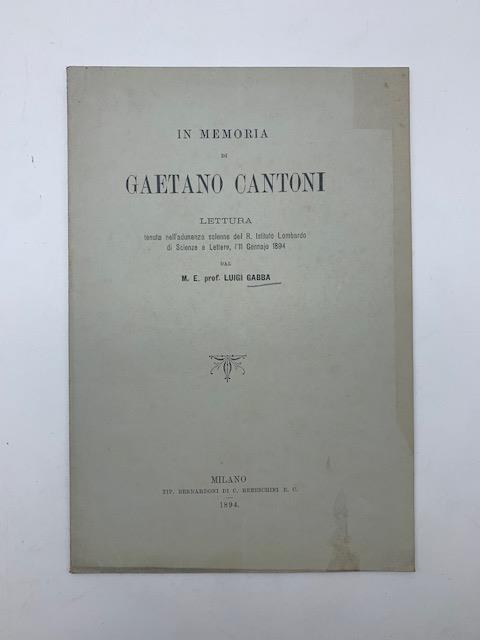 IN MEMORIA
DI
GAETANO CANTONI
LETTURA
tenuta nell'adunanza solenne del R. Istituto Lombardo
di Scienze e Lettere, l'11 Gennajo 1894
DAL
M. E. prof. LUIGI GABBA
MILANO
TIP. BERNARDONI DI C. REBESCHINI E. C.
1894.